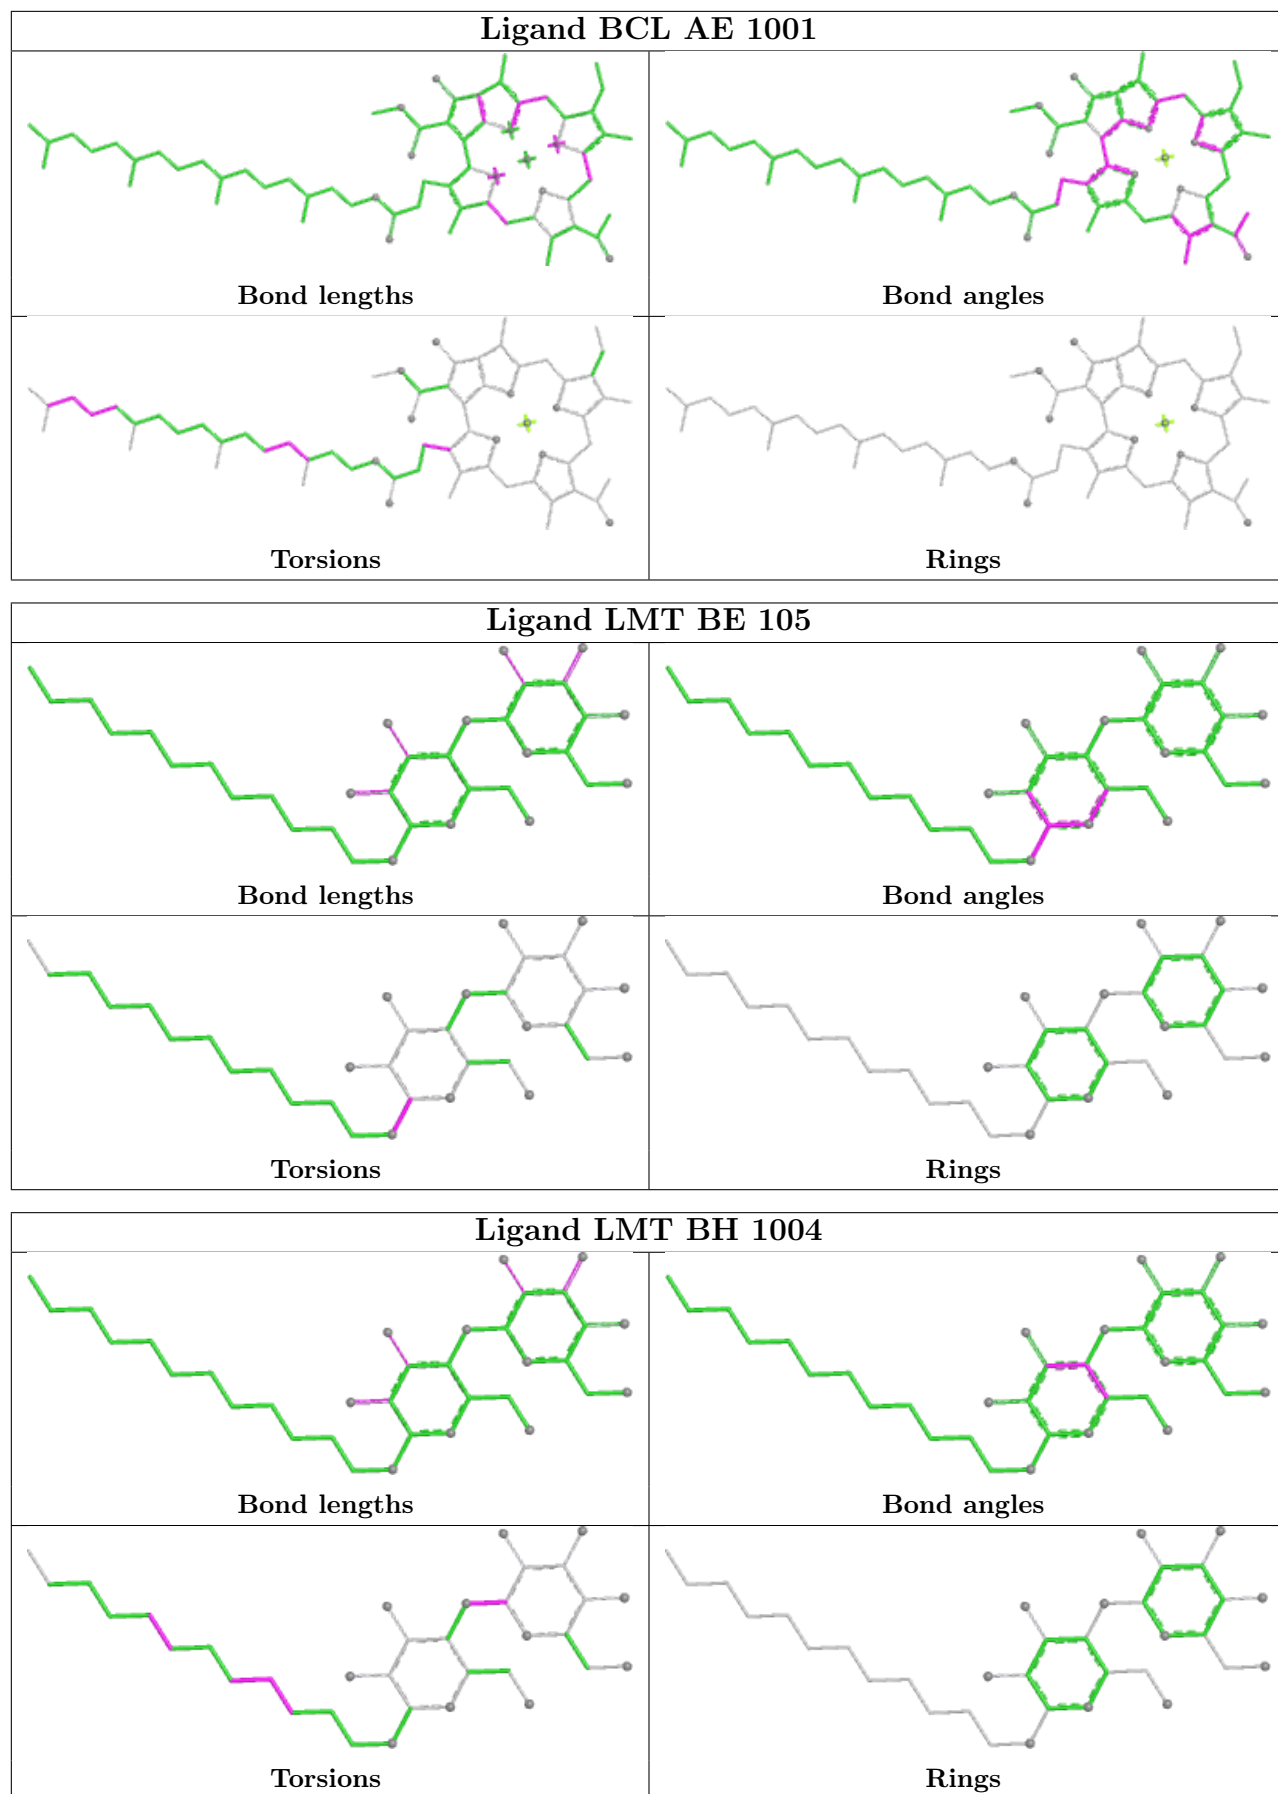 Ligand BCL AE 1001
Bond lengths
Bond angles
Torsions
Rings
Ligand LMT BE 105
Bond lengths
Bond angles
Torsions
Rings
Ligand LMT BH 1004
Bond lengths
Bond angles
Torsions
Rings